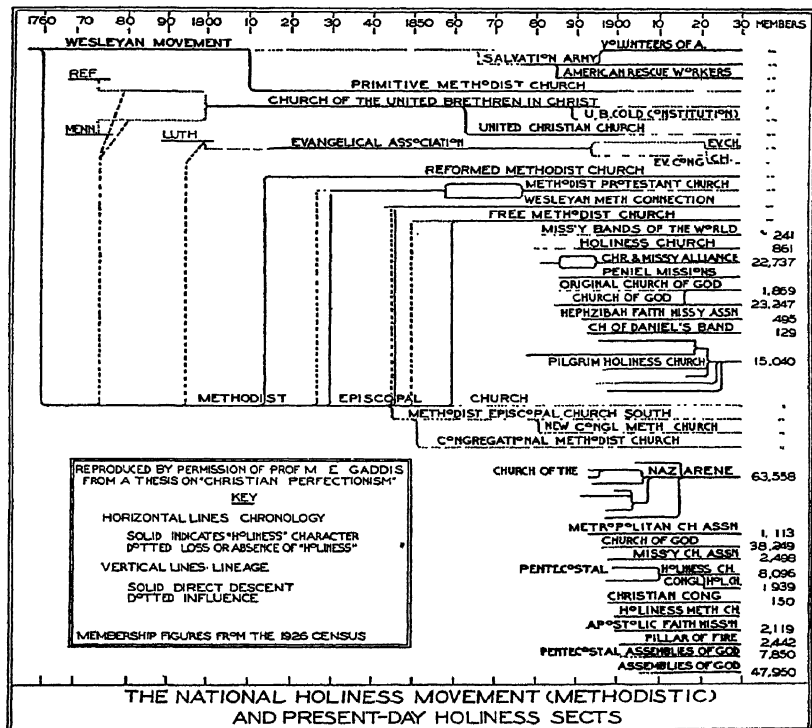 1760 70 80 90 1800 10 20 30 40 1850 60 70 80 90 1900 10 20 30 MEMBERS
WESLEYAN MOVEMENT
VOLUNTEERS OF A.
SALVATION ARMY
AMERICAN RESCUE WORKERS
REF.
PRIMITIVE METHODIST CHURCH
CHURCH OF THE UNITED BRETHREN IN CHRIST
U.B. (OLD CONSTITUTION)
MENN.
LUTH
UNITED CHRISTIAN CHURCH
EVANGELICAL ASSOCIATION
EV. CH.
EV. CONG. CH.
REFORMED METHODIST CHURCH
METHODIST PROTESTANT CHURCH
WESLEYAN METH CONNECTION
FREE METHODIST CHURCH
MISS'Y BANDS OF THE WORLD 241
HOLINESS CHURCH 861
CHR. & MISS'Y ALLIANCE 22,737
PENIEL MISSIONS
ORIGINAL CHURCH OF GOD 1,869
CHURCH OF GOD 23,247
HEPHZIBAH FAITH MISS'Y ASSN 495
CH OF DANIEL'S BAND 129
PILGRIM HOLINESS CHURCH 15,040
METHODIST EPISCOPAL CHURCH
METHODIST EPISCOPAL CHURCH SOUTH
NEW CONGL METH CHURCH
CONGREGATIONAL METHODIST CHURCH
CHURCH OF THE NAZARENE 63,558
REPRODUCED BY PERMISSION OF PROF M E GADDIS
FROM A THESIS ON "CHRISTIAN PERFECTIONISM"
KEY
HORIZONTAL LINES CHRONOLOGY
SOLID INDICATES "HOLINESS" CHARACTER
DOTTED LOSS OR ABSENCE OF "HOLINESS"
VERTICAL LINES. LINEAGE
SOLID DIRECT DESCENT
DOTTED INFLUENCE
MEMBERSHIP FIGURES FROM THE 1926 CENSUS
METROPOLITAN CH ASSN 1,113
CHURCH OF GOD 38,249
MISS'Y CH. ASSN 2,498
PENTECOSTAL HOLINESS CH. 8,096
CONGL HOL. CH. 1939
CHRISTIAN CONG 150
HOLINESS METH CH
APOSTOLIC FAITH MISS'N 2,119
PILLAR OF FIRE 2,442
PENTECOSTAL ASSEMBLIES OF GOD 7,850
ASSEMBLIES OF GOD 47,950
THE NATIONAL HOLINESS MOVEMENT (METHODISTIC)
AND PRESENT-DAY HOLINESS SECTS